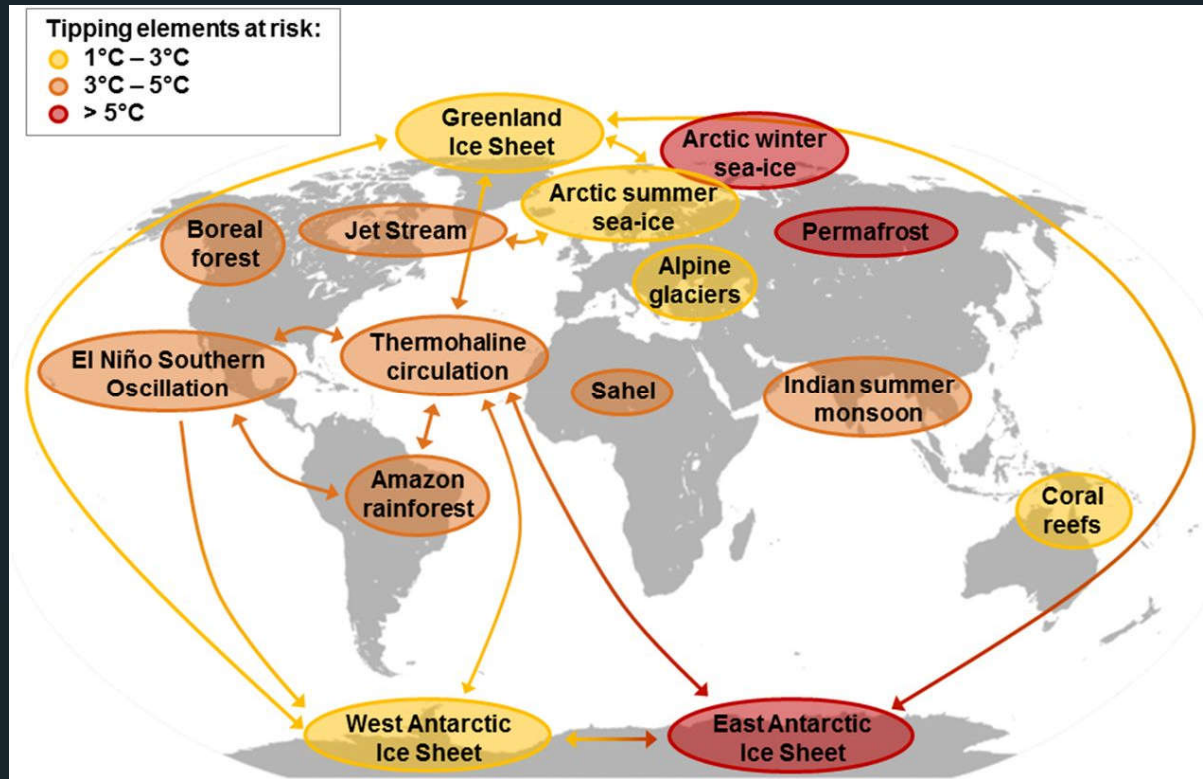 Tipping elements at risk:
1°C – 3°C
3°C – 5°C
> 5°C
Greenland
Ice Sheet
Arctic winter
sea-ice
Arctic summer
sea-ice
Boreal
forest
Jet Stream
Permafrost
Alpine
glaciers
El Niño Southern
Oscillation
Thermohaline
circulation
Sahel
Indian summer
monsoon
Amazon
rainforest
Coral
reefs
West Antarctic
Ice Sheet
East Antarctic
Ice Sheet